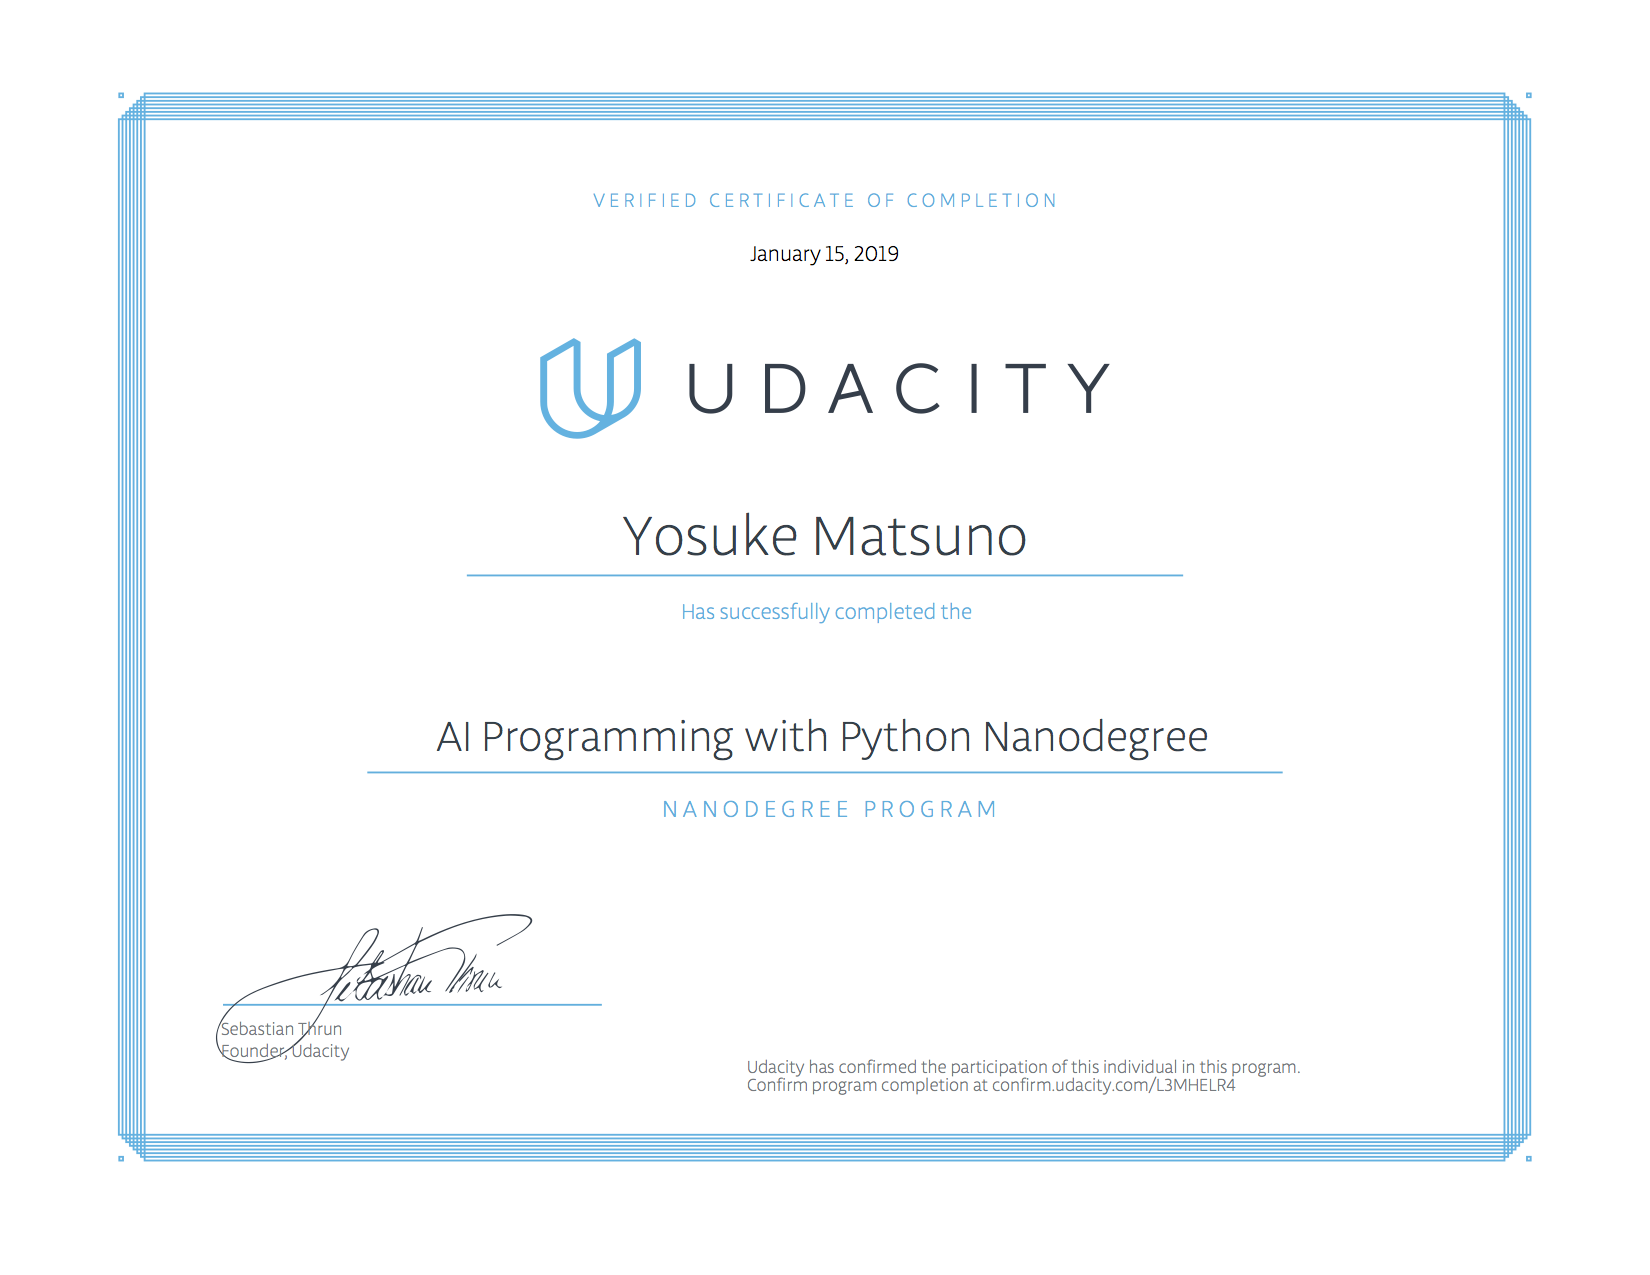 VERIFIED CERTIFICATE OF COMPLETION
January 15, 2019
UDACITY
Yosuke Matsuno
Has successfully completed the
AI Programming with Python Nanodegree
NANODEGREE PROGRAM
Sebastian Thrun
Sebastian Thrun
Founder, Udacity
Udacity has confirmed the participation of this individual in this program.
Confirm program completion at confirm.udacity.com/L3MHELR4